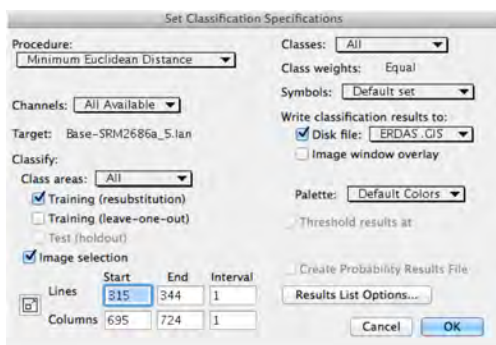 Set Classification Specifications
Procedure:
Minimum Euclidean Distance
Channels: All Available
Target: Base-SRM2686a_5.lan
Classify:
Class areas: All
Training (resubstitution)
Training (leave-one-out)
Test (holdout)
Image selection
Start End Interval
Lines 315 344 1
Columns 695 724 1
Classes: All
Class weights: Equal
Symbols: Default set
Write classification results to:
Disk file: ERDAS .GIS
Image window overlay
Palette: Default Colors
Threshold results at
Create Probability Results File
Results List Options...
Cancel OK